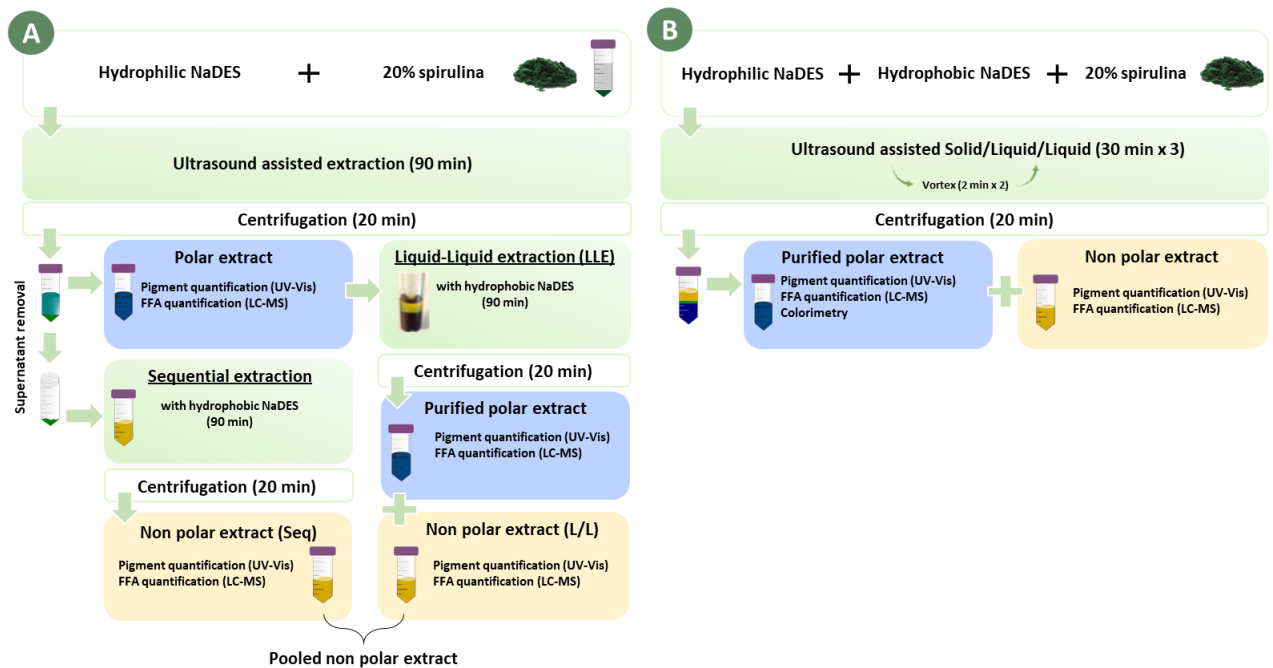 A
Hydrophilic NaDES
+
20% spirulina
Ultrasound assisted extraction (90 min)
Centrifugation (20 min)
Supernatant removal
Polar extract
Pigment quantification (UV-Vis)
FFA quantification (LC-MS)
Liquid-Liquid extraction (LLE)
with hydrophobic NaDES
(90 min)
Sequential extraction
with hydrophobic NaDES
(90 min)
Centrifugation (20 min)
Purified polar extract
Pigment quantification (UV-Vis)
FFA quantification (LC-MS)
Centrifugation (20 min)
Non polar extract (Seq)
Pigment quantification (UV-Vis)
FFA quantification (LC-MS)
Non polar extract (L/L)
Pigment quantification (UV-Vis)
FFA quantification (LC-MS)
Pooled non polar extract
B
Hydrophilic NaDES
+
Hydrophobic NaDES
+
20% spirulina
Ultrasound assisted Solid/Liquid/Liquid (30 min x 3)
Vortex (2 min x 2)
Centrifugation (20 min)
Purified polar extract
Pigment quantification (UV-Vis)
FFA quantification (LC-MS)
Colorimetry
Non polar extract
Pigment quantification (UV-Vis)
FFA quantification (LC-MS)